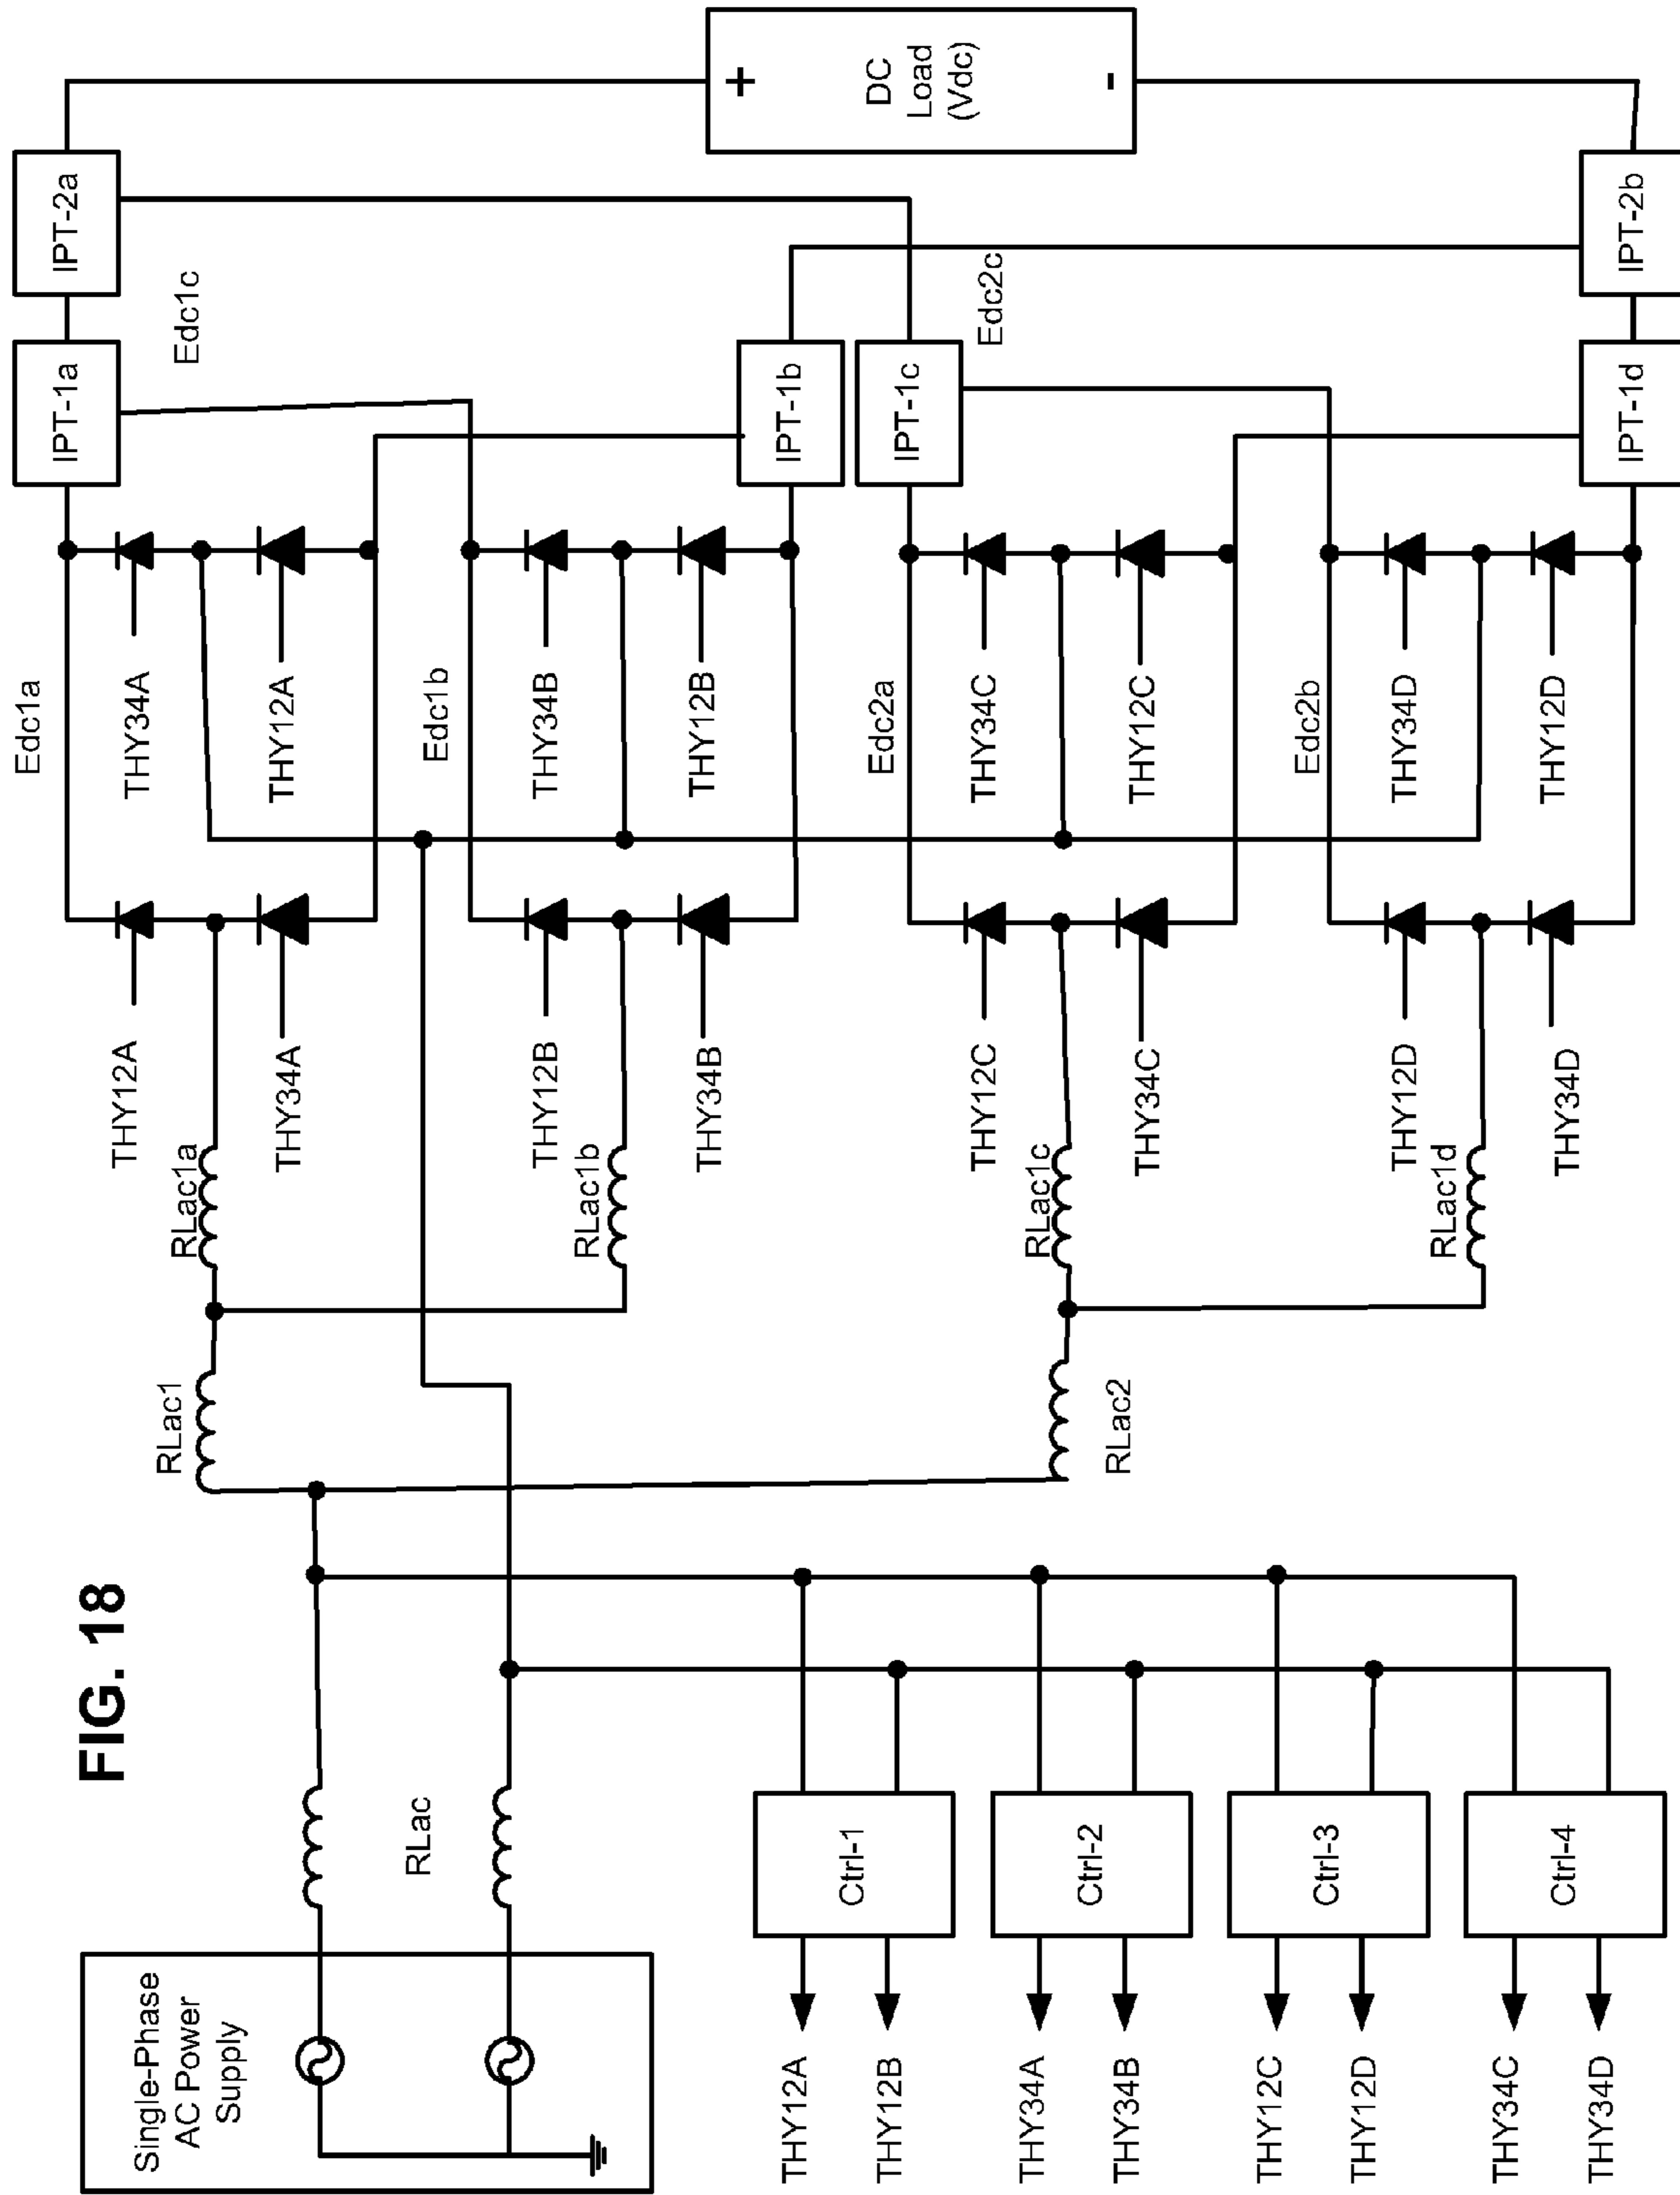 FIG. 18
Single-Phase
AC Power
Supply
RLac
RLac1
RLac2
RLac1a
RLac1b
RLac1c
RLac1d
THY12A
THY34A
THY12B
THY34B
THY12C
THY34C
THY12D
THY34D
Edc1a
THY34A
THY12A
Edc1b
THY34B
THY12B
Edc2a
THY34C
THY12C
Edc2b
THY34D
THY12D
IPT-1a
IPT-1b
IPT-1c
IPT-1d
Edc1c
Edc2c
IPT-2a
IPT-2b
+
DC
Load
(Vdc)
-
Ctrl-1
Ctrl-2
Ctrl-3
Ctrl-4
THY12A
THY12B
THY34A
THY34B
THY12C
THY12D
THY34C
THY34D